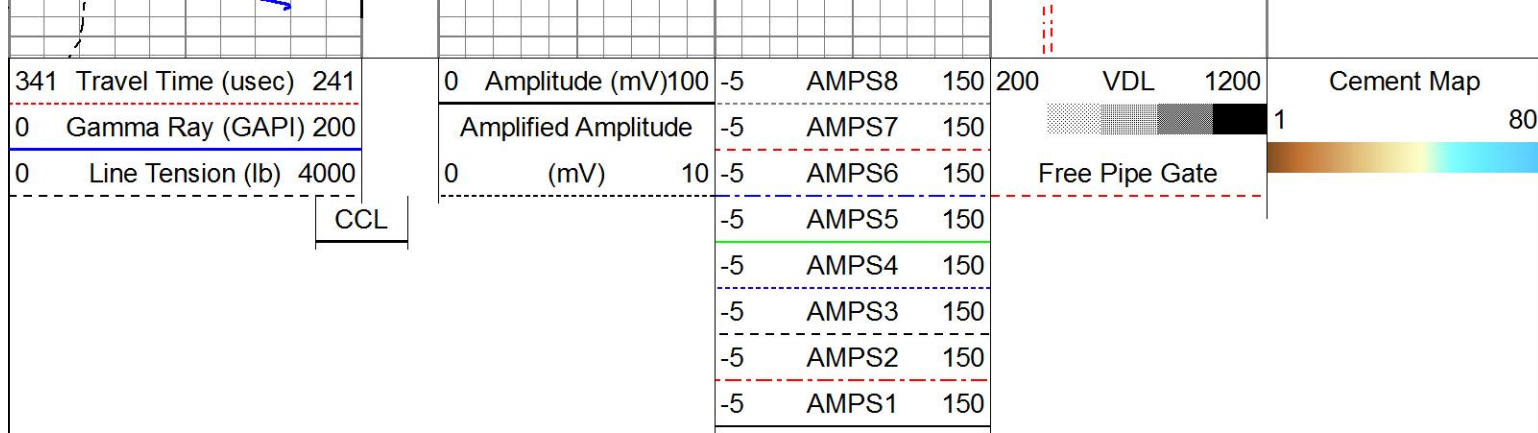 341 Travel Time (usec) 241
0 Gamma Ray (GAPI) 200
0 Line Tension (lb) 4000
CCL
0 Amplitude (mV)100
Amplified Amplitude
0 (mV) 10
-5 AMPS8 150
-5 AMPS7 150
-5 AMPS6 150
-5 AMPS5 150
-5 AMPS4 150
-5 AMPS3 150
-5 AMPS2 150
-5 AMPS1 150
200 VDL 1200
Free Pipe Gate
Cement Map
1 80